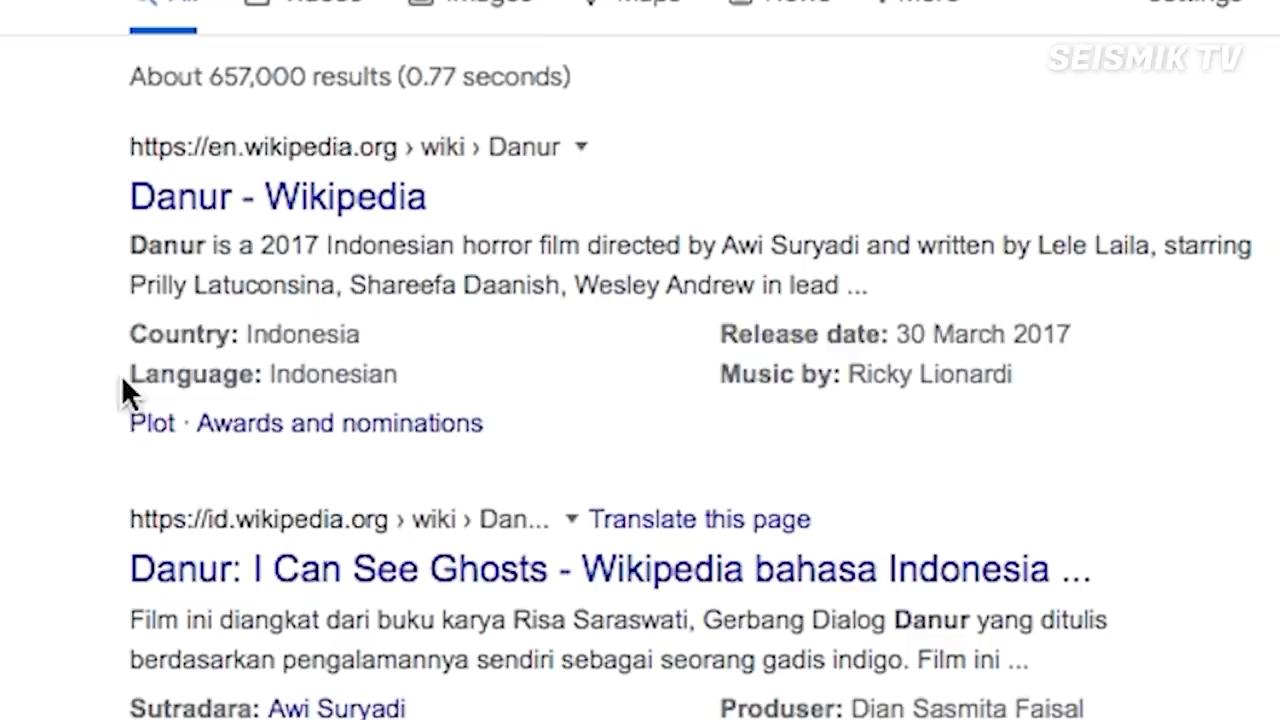 SEISMIK TV
About 657,000 results (0.77 seconds)
https://en.wikipedia.org › wiki › Danur
Danur - Wikipedia
Danur is a 2017 Indonesian horror film directed by Awi Suryadi and written by Lele Laila, starring
Prilly Latuconsina, Shareefa Daanish, Wesley Andrew in lead ...
Country: Indonesia
Release date: 30 March 2017
Language: Indonesian
Music by: Ricky Lionardi
Plot · Awards and nominations
https://id.wikipedia.org › wiki › Dan... Translate this page
Danur: I Can See Ghosts - Wikipedia bahasa Indonesia ...
Film ini diangkat dari buku karya Risa Saraswati, Gerbang Dialog Danur yang ditulis
berdasarkan pengalamannya sendiri sebagai seorang gadis indigo. Film ini ...
Sutradara: Awi Suryadi
Produser: Dian Sasmita Faisal